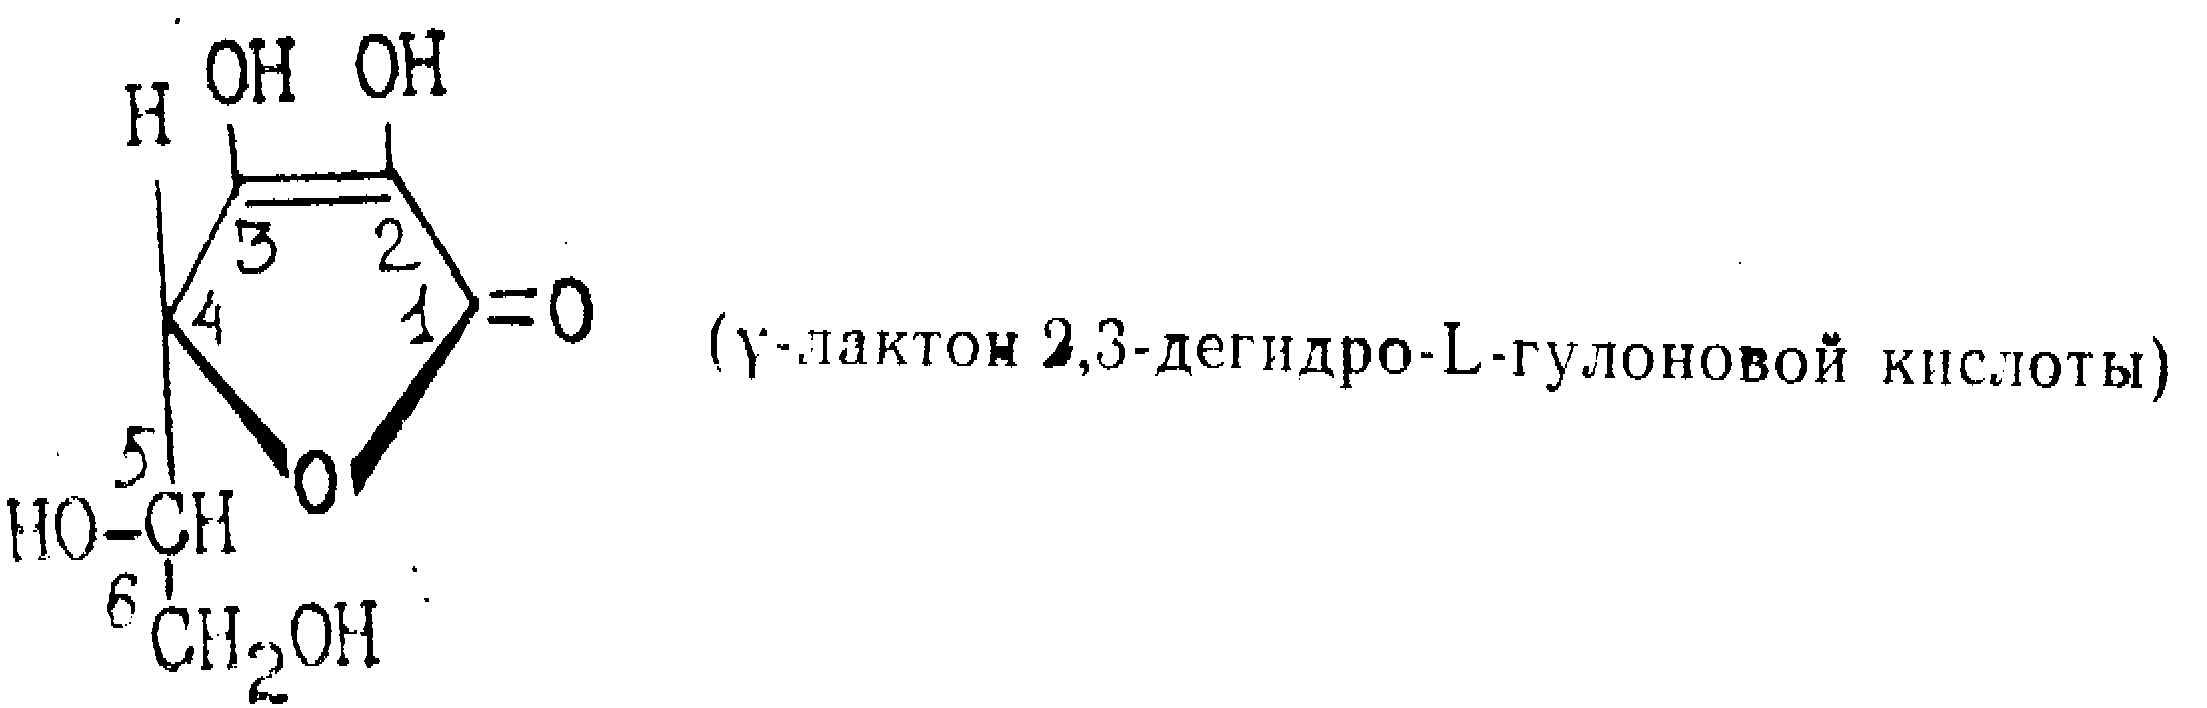 OH OH
H
3 2
4 1 =O
(γ-лактон 2,3-дегидро-L-гулоновой кислоты)
5
O
HO-CH
6
CH2OH